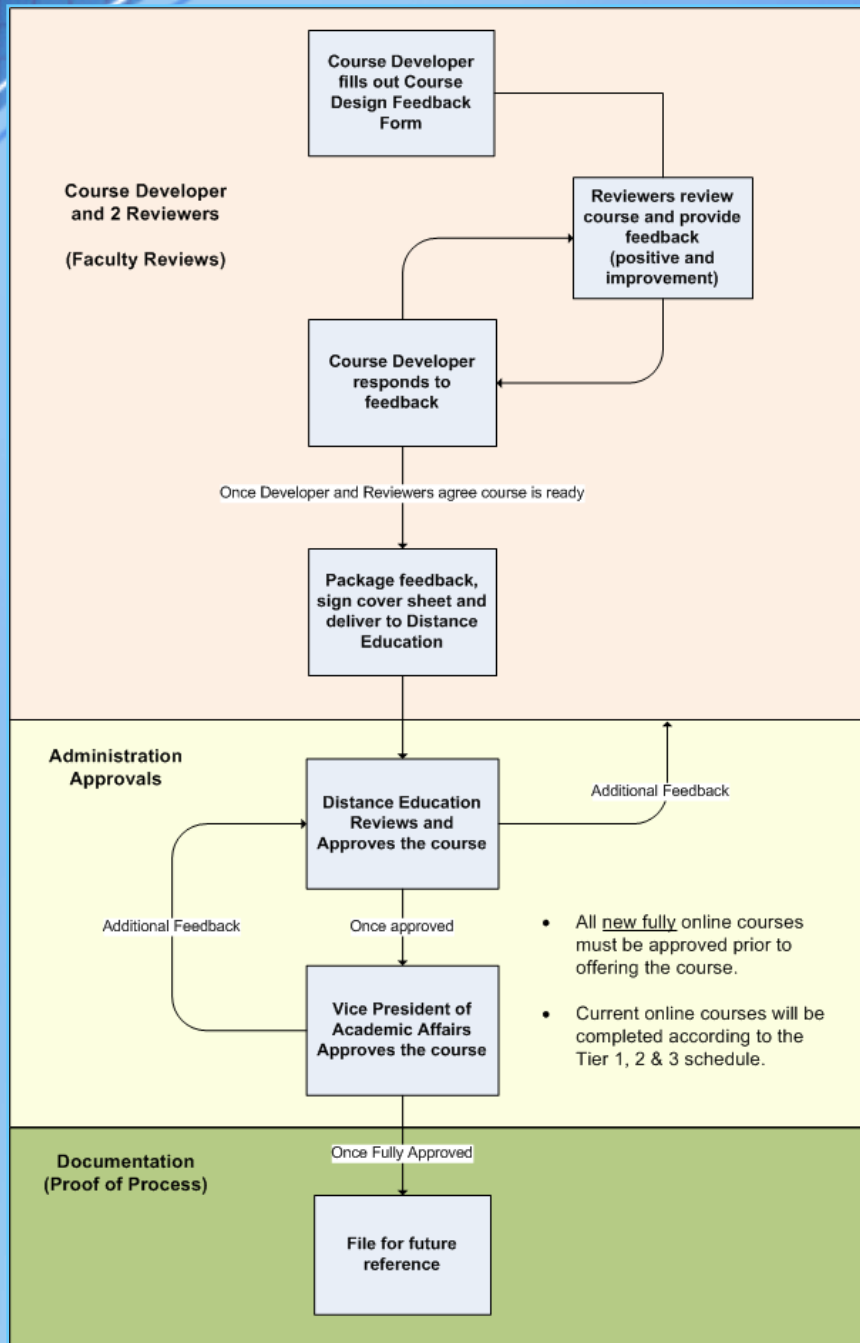 Course Developer
fills out Course
Design Feedback
Form
Course Developer
and 2 Reviewers
(Faculty Reviews)
Reviewers review
course and provide
feedback
(positive and
improvement)
Course Developer
responds to
feedback
Once Developer and Reviewers agree course is ready
Package feedback,
sign cover sheet and
deliver to Distance
Education
Administration
Approvals
Distance Education
Reviews and
Approves the course
Additional Feedback
Additional Feedback
Once approved
• All new fully online courses
must be approved prior to
offering the course.
• Current online courses will be
completed according to the
Tier 1, 2 & 3 schedule.
Vice President of
Academic Affairs
Approves the course
Once Fully Approved
Documentation
(Proof of Process)
File for future
reference